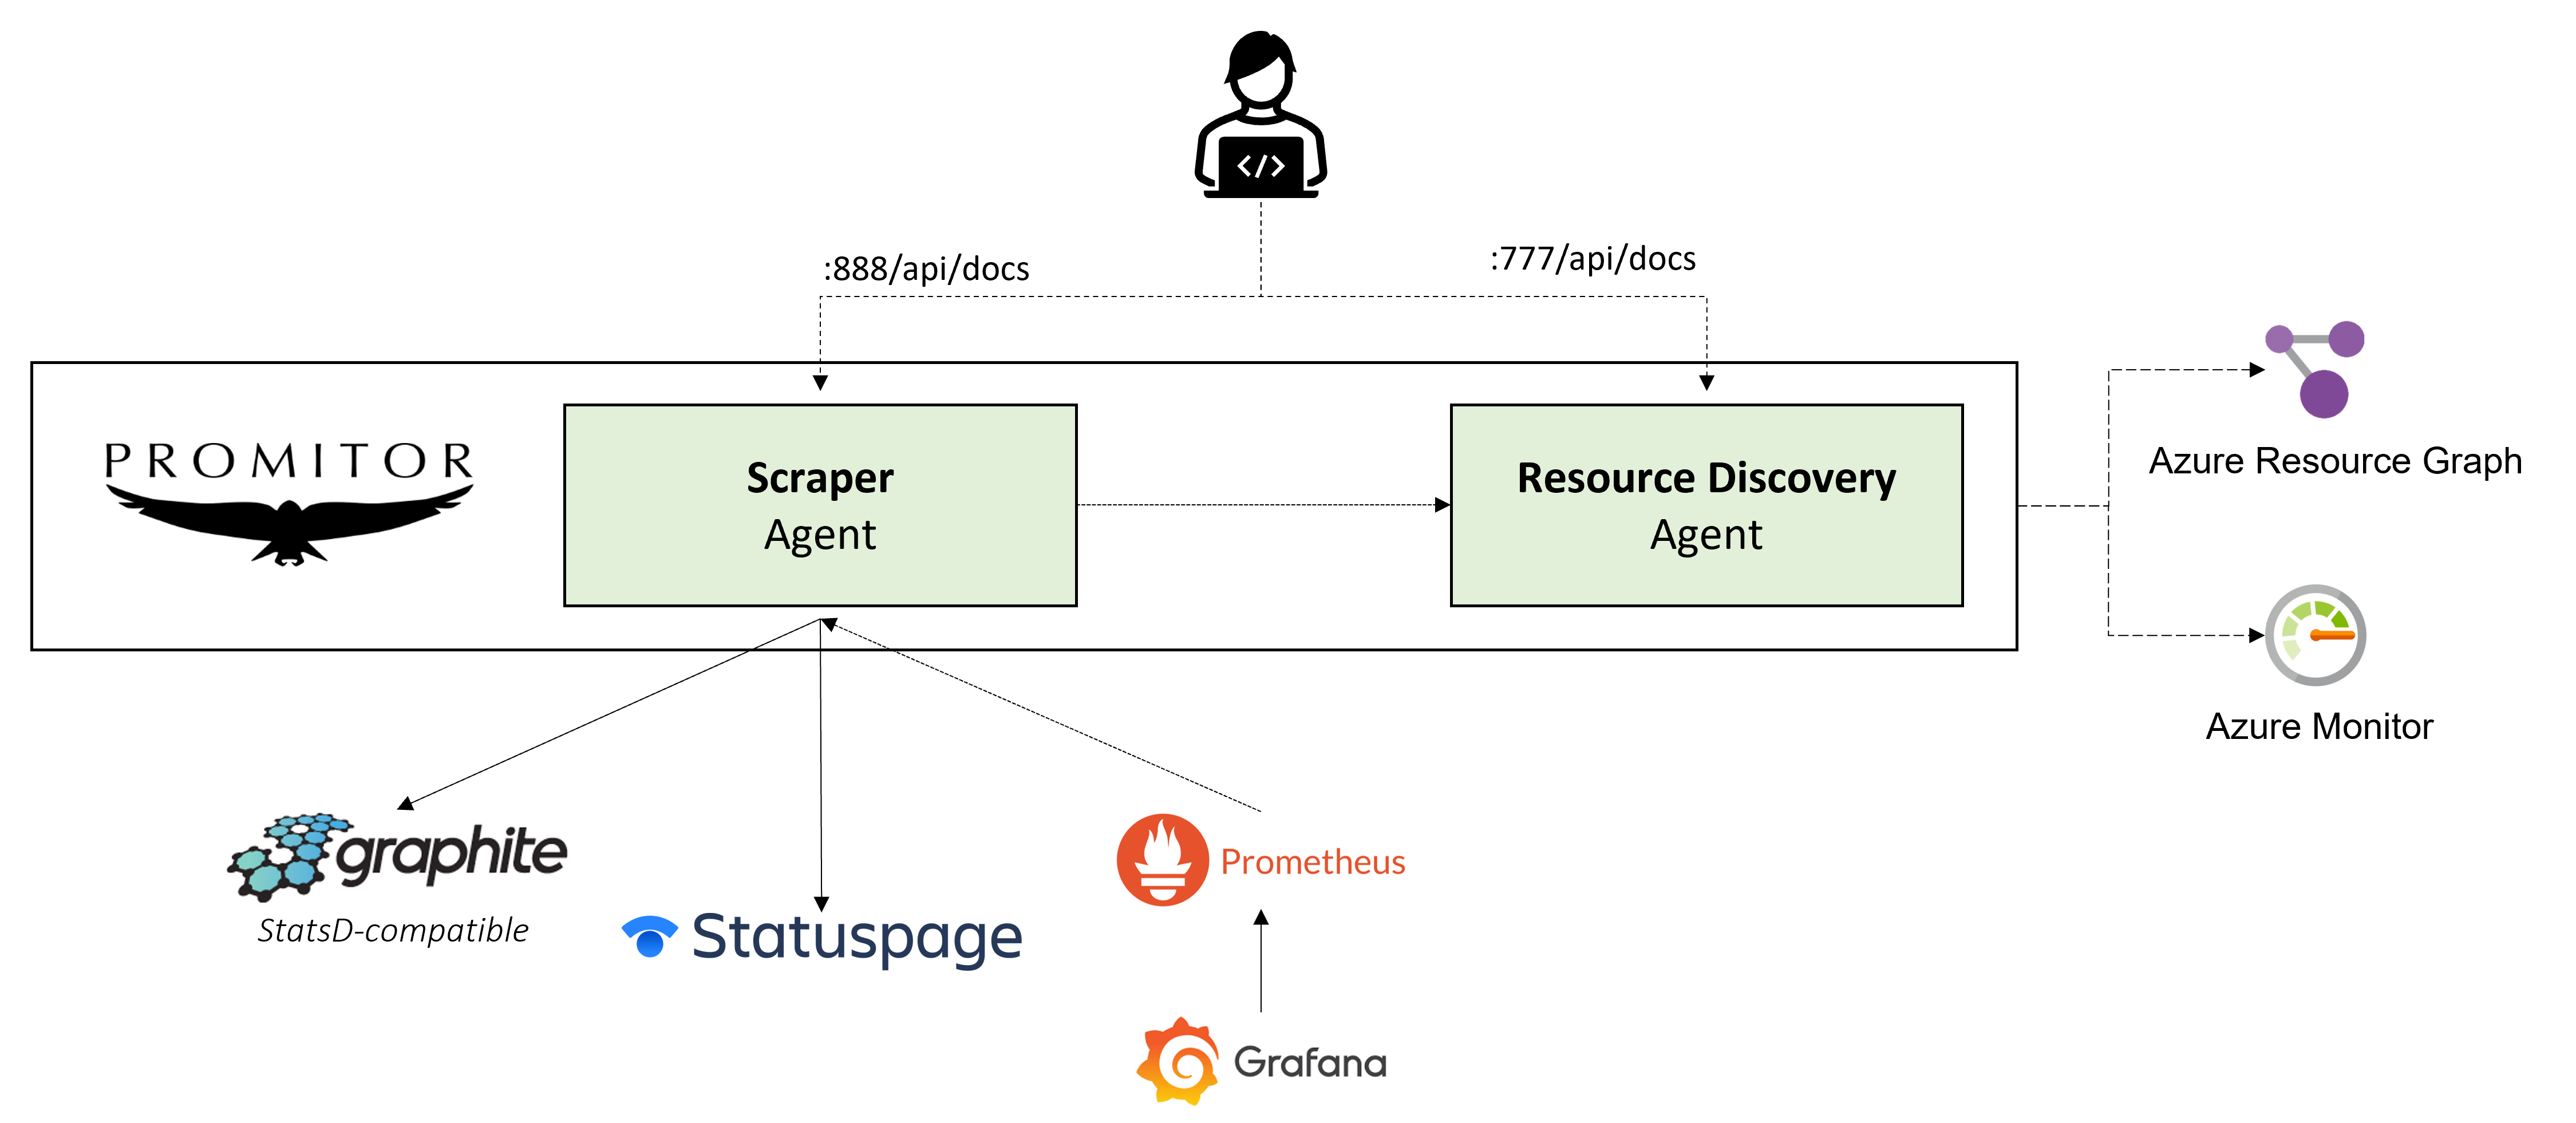 </>
:888/api/docs
:777/api/docs
PROMITOR
Scraper
Agent
Resource Discovery
Agent
Azure Resource Graph
Azure Monitor
graphite
StatsD-compatible
Statuspage
Prometheus
Grafana